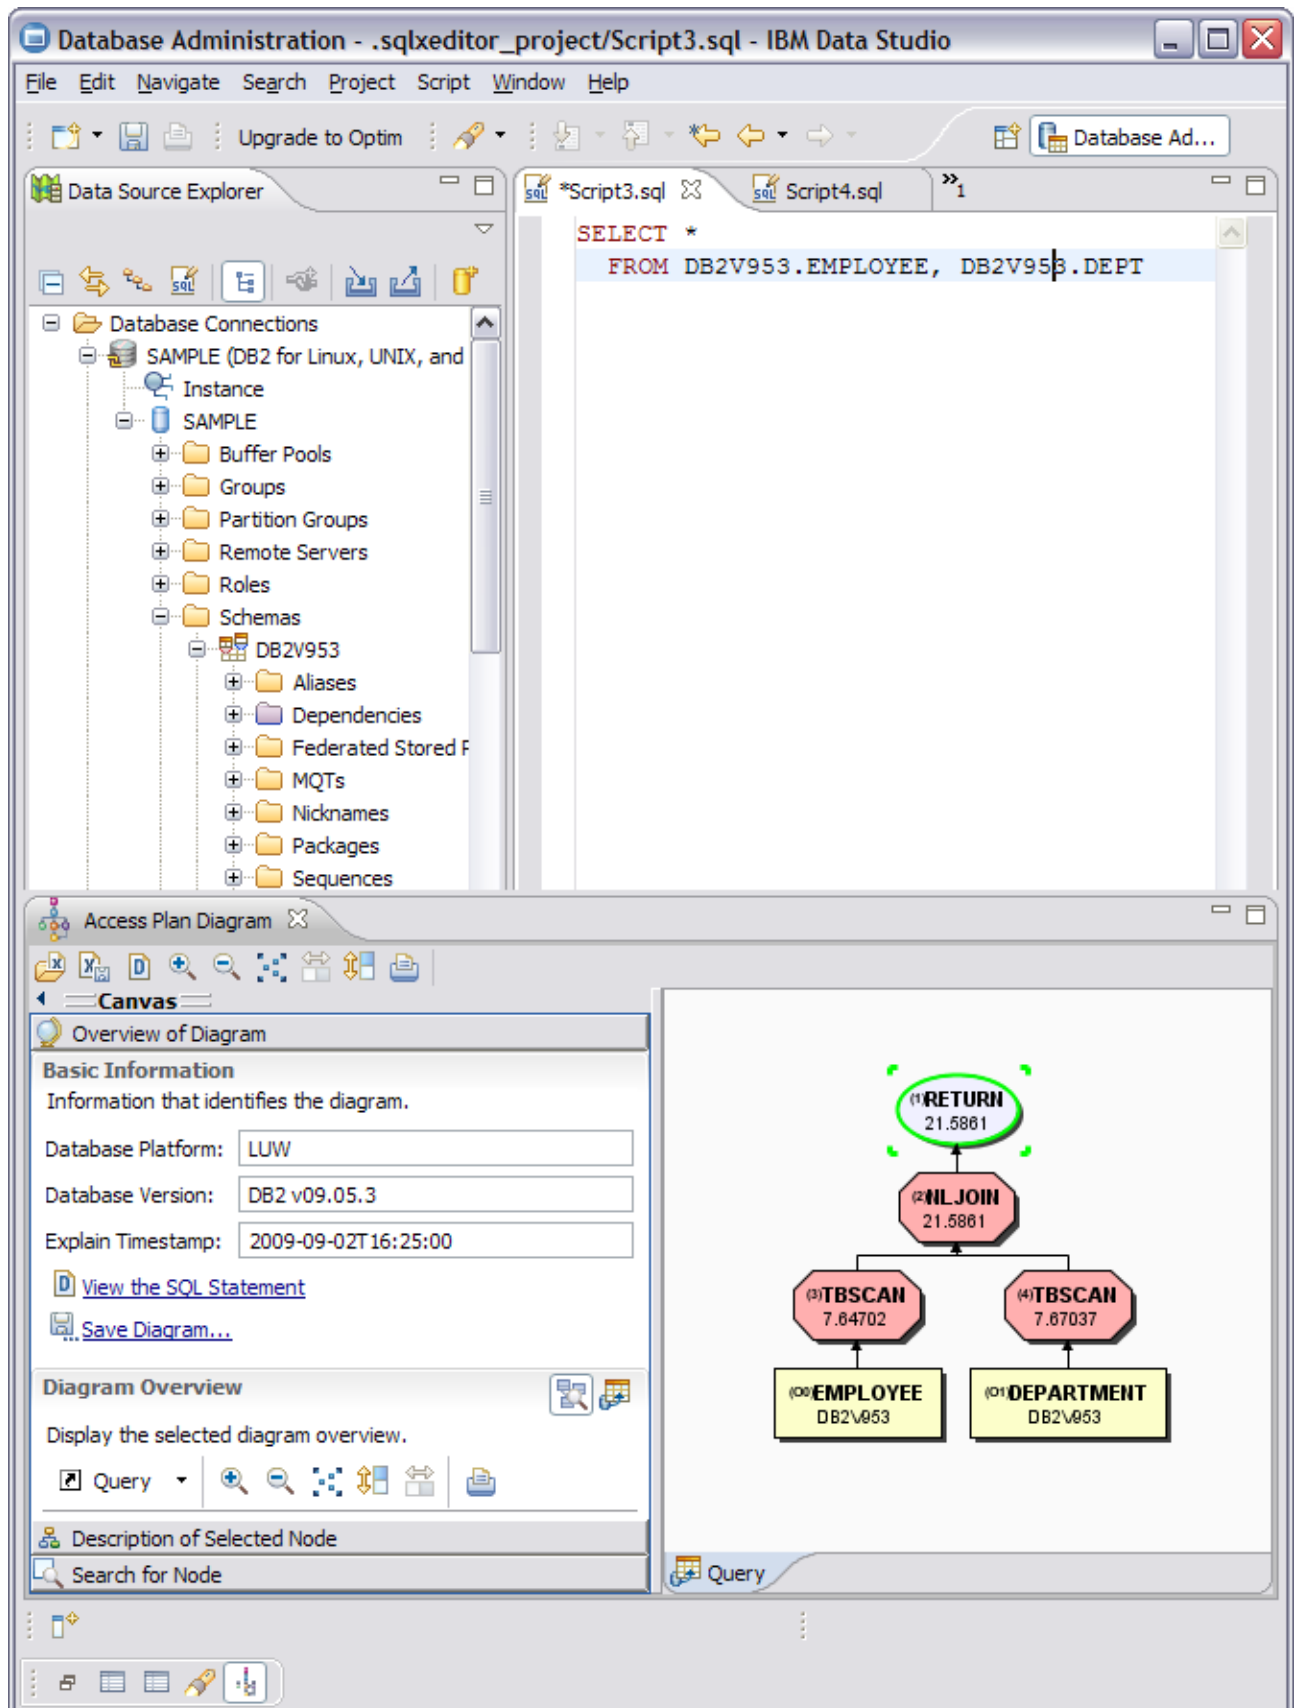 Database Administration - .sqlxeditor_project/Script3.sql - IBM Data Studio
File Edit Navigate Search Project Script Window Help
Upgrade to Optim
Database Ad...
Data Source Explorer
*Script3.sql
Script4.sql
»1
SELECT *
FROM DB2V953.EMPLOYEE, DB2V953.DEPT
Database Connections
SAMPLE (DB2 for Linux, UNIX, and
Instance
SAMPLE
Buffer Pools
Groups
Partition Groups
Remote Servers
Roles
Schemas
DB2V953
Aliases
Dependencies
Federated Stored P
MQTs
Nicknames
Packages
Sequences
Access Plan Diagram
Canvas
Overview of Diagram
Basic Information
Information that identifies the diagram.
Database Platform: LUW
Database Version: DB2 v09.05.3
Explain Timestamp: 2009-09-02T16:25:00
View the SQL Statement
Save Diagram...
Diagram Overview
Display the selected diagram overview.
Query
Description of Selected Node
Search for Node
(1)RETURN
21.5861
(2)NLJOIN
21.5861
(3)TBSCAN
7.64702
(4)TBSCAN
7.67037
(O0)EMPLOYEE
DB2V953
(O1)DEPARTMENT
DB2V953
Query